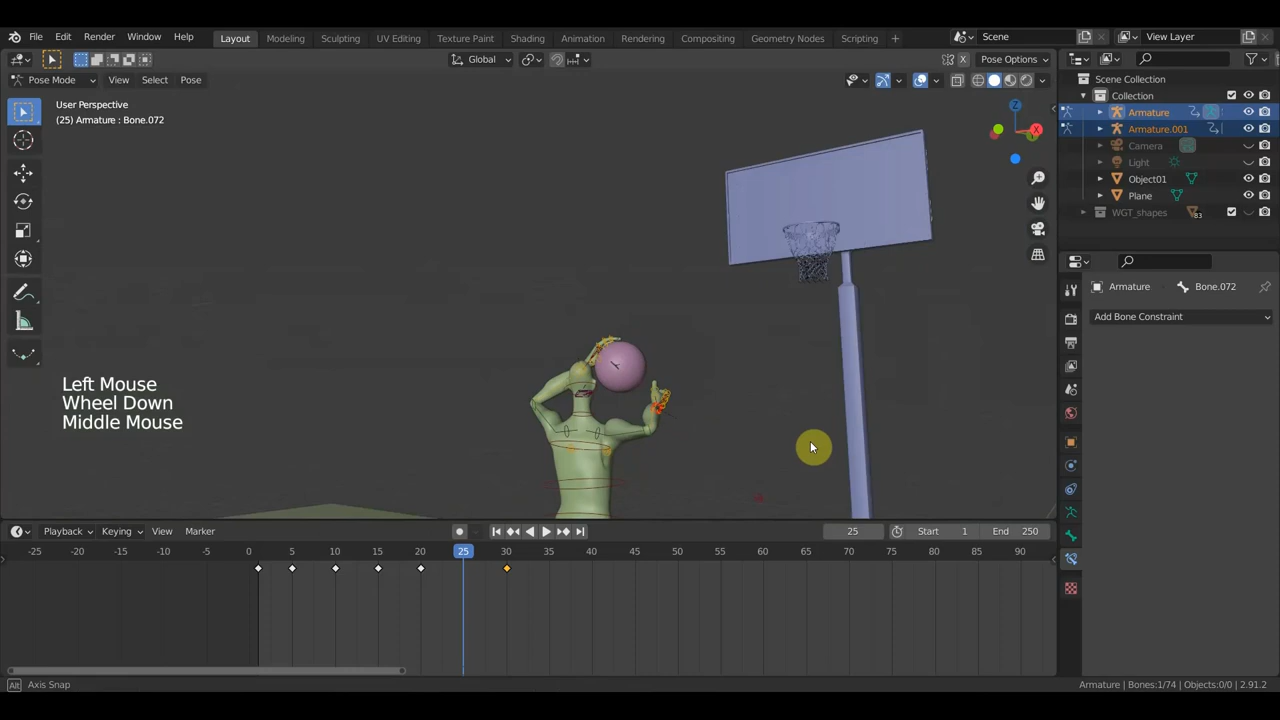 File Edit Render Window Help Layout Modeling Sculpting UV Editing Texture Paint Shading Animation Rendering Compositing Geometry Nodes Scripting + Scene View Layer
Global Pose Options
Pose Mode View Select Pose
User Perspective
(25) Armature : Bone.072
Scene Collection
Collection
Armature
Armature.001
Camera
Light
Object01
Plane
WGT_shapes 83
Z
X
Armature Bone.072
Add Bone Constraint
Left Mouse
Wheel Down
Middle Mouse
Playback Keying View Marker 25 Start 1 End 250
-25 -20 -15 -10 -5 0 5 10 15 20 25 30 35 40 45 50 55 60 65 70 75 80 85 90
Alt Axis Snap Armature | Bones:1/74 | Objects:0/0 | 2.91.2